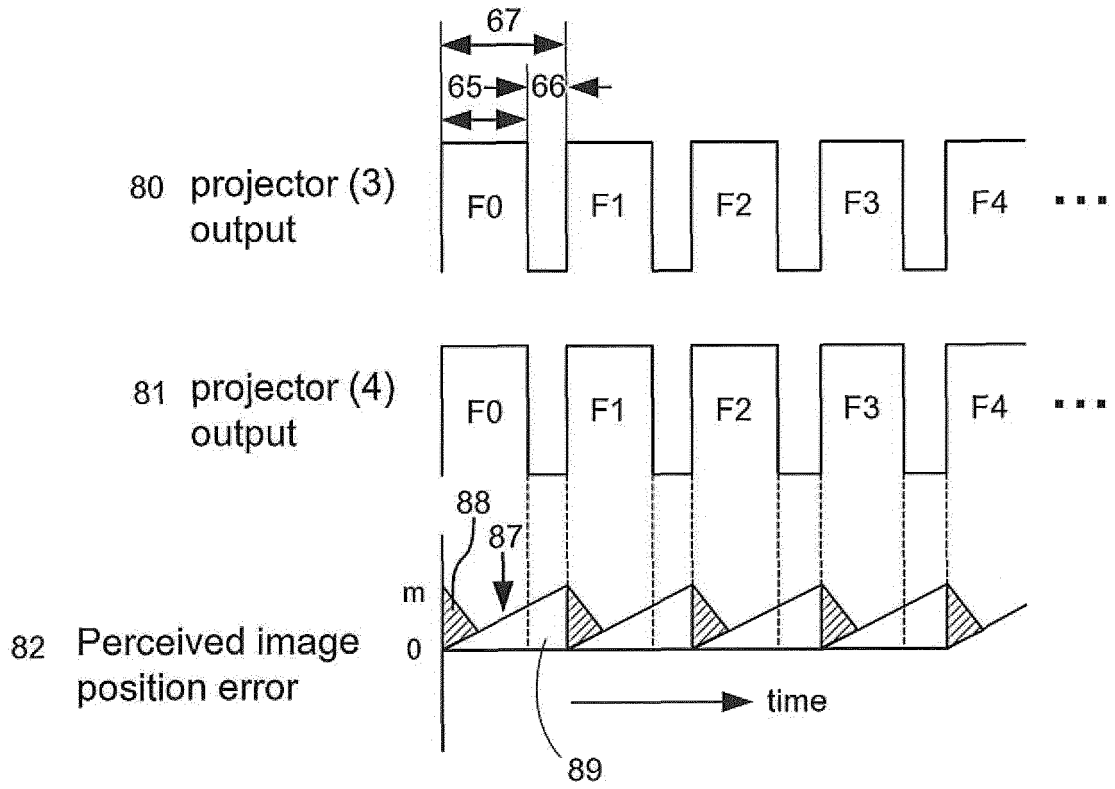 67
65
66
80 projector (3)
output
F0 F1 F2 F3 F4 ...
81 projector (4)
output
F0 F1 F2 F3 F4 ...
88
87
m
0
82 Perceived image
position error
time
89